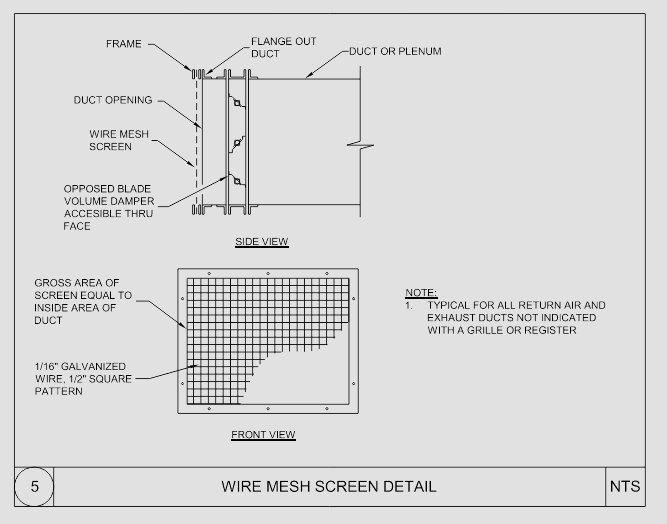 FRAME
FLANGE OUT
DUCT
DUCT OR PLENUM
DUCT OPENING
WIRE MESH
SCREEN
OPPOSED BLADE
VOLUME DAMPER
ACCESIBLE THRU
FACE
SIDE VIEW
GROSS AREA OF
SCREEN EQUAL TO
INSIDE AREA OF
DUCT
1/16" GALVANIZED
WIRE, 1/2" SQUARE
PATTERN
FRONT VIEW
NOTE:
1. TYPICAL FOR ALL RETURN AIR AND
EXHAUST DUCTS NOT INDICATED
WITH A GRILLE OR REGISTER
5
WIRE MESH SCREEN DETAIL
NTS